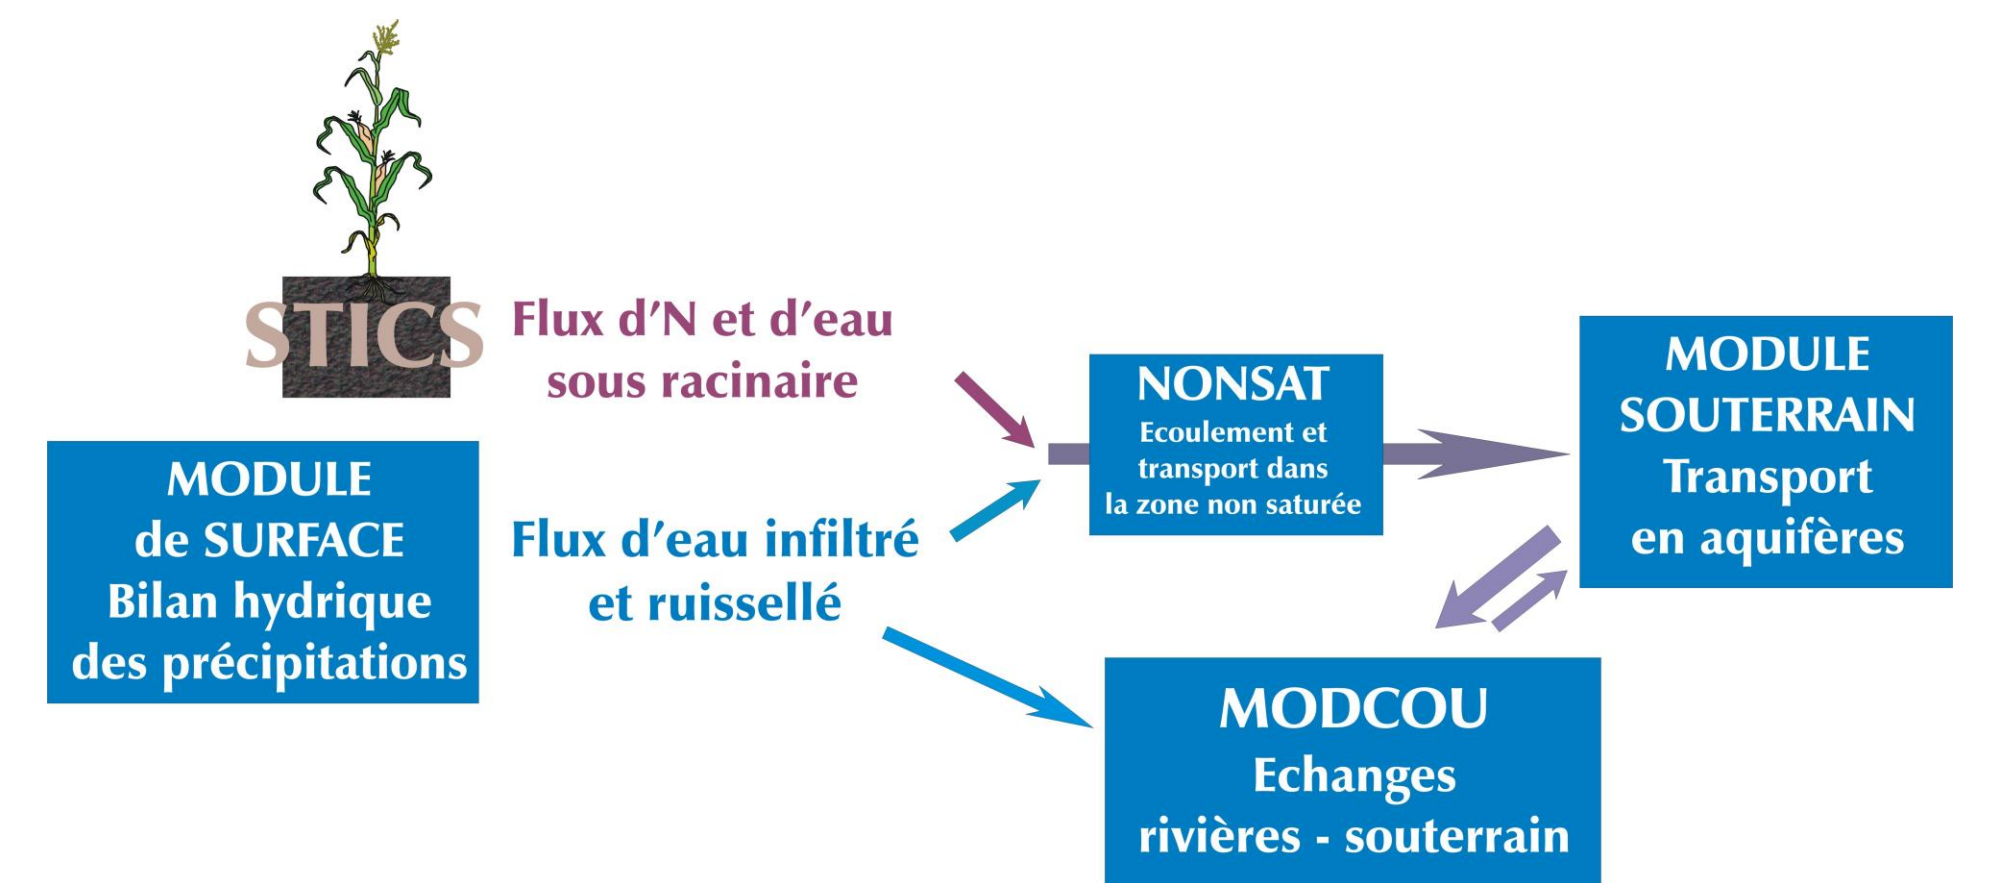 STICS
Flux d’N et d’eau
sous racinaire
MODULE
de SURFACE
Bilan hydrique
des précipitations
Flux d’eau infiltré
et ruissellé
NONSAT
Ecoulement et
transport dans
la zone non saturée
MODULE
SOUTERRAIN
Transport
en aquifères
MODCOU
Echanges
rivières - souterrain